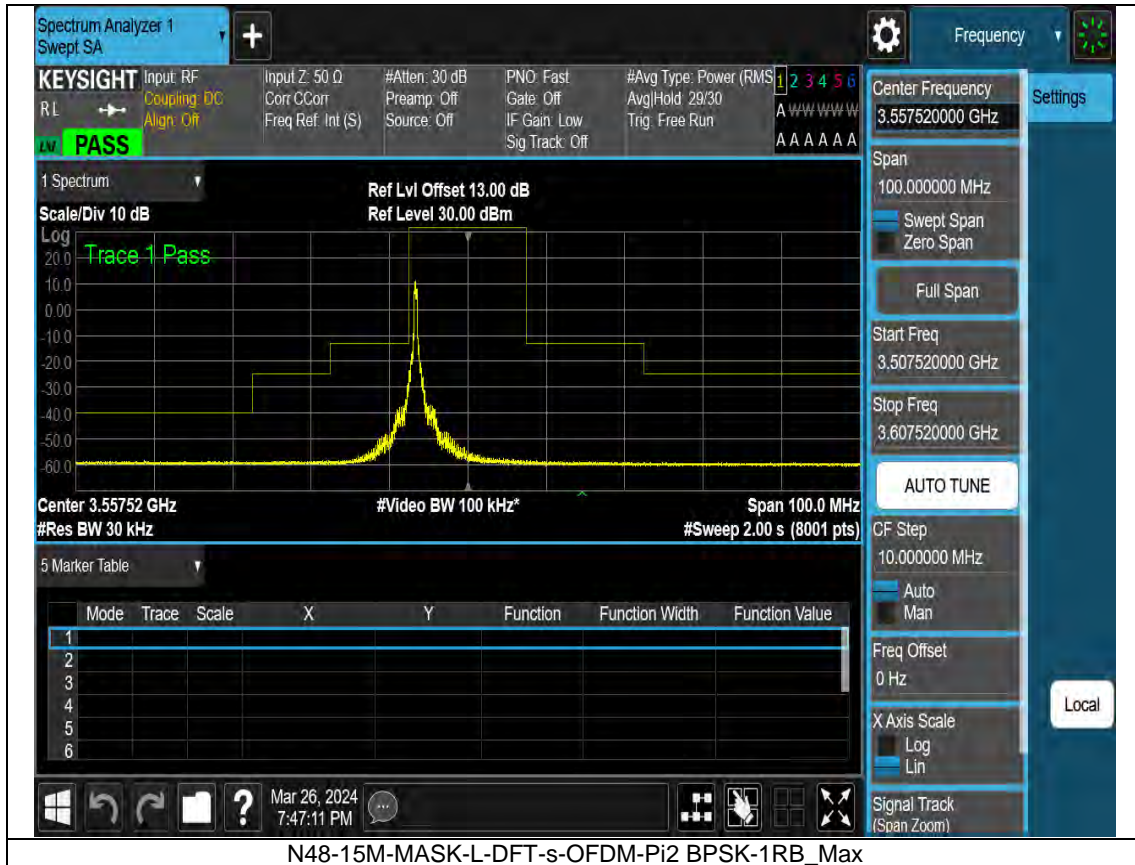 Spectrum Analyzer 1
Swept SA
+
Frequency
KEYSIGHT
RL
LNI PASS
Input: RF
Coupling: DC
Align: Off
Input Z: 50 Ω
Corr CCorr
Freq Ref: Int (S)
#Atten: 30 dB
Preamp: Off
Source: Off
PNO: Fast
Gate: Off
IF Gain: Low
Sig Track: Off
#Avg Type: Power (RMS
Avg|Hold: 29/30
Trig: Free Run
1 2 3 4 5 6
A W W W W W
A A A A A A
1 Spectrum
Scale/Div 10 dB
Ref Lvl Offset 13.00 dB
Ref Level 30.00 dBm
Log
Trace 1 Pass
20.0
10.0
0.00
-10.0
-20.0
-30.0
-40.0
-50.0
-60.0
Center 3.55752 GHz
#Video BW 100 kHz*
Span 100.0 MHz
#Res BW 30 kHz
#Sweep 2.00 s (8001 pts)
5 Marker Table
Mode Trace Scale X Y Function Function Width Function Value
1
2
3
4
5
6
Mar 26, 2024
7:47:11 PM
Center Frequency
3.557520000 GHz
Settings
Span
100.000000 MHz
Swept Span
Zero Span
Full Span
Start Freq
3.507520000 GHz
Stop Freq
3.607520000 GHz
AUTO TUNE
CF Step
10.000000 MHz
Auto
Man
Freq Offset
0 Hz
Local
X Axis Scale
Log
Lin
Signal Track
(Span Zoom)
N48-15M-MASK-L-DFT-s-OFDM-Pi2 BPSK-1RB_Max